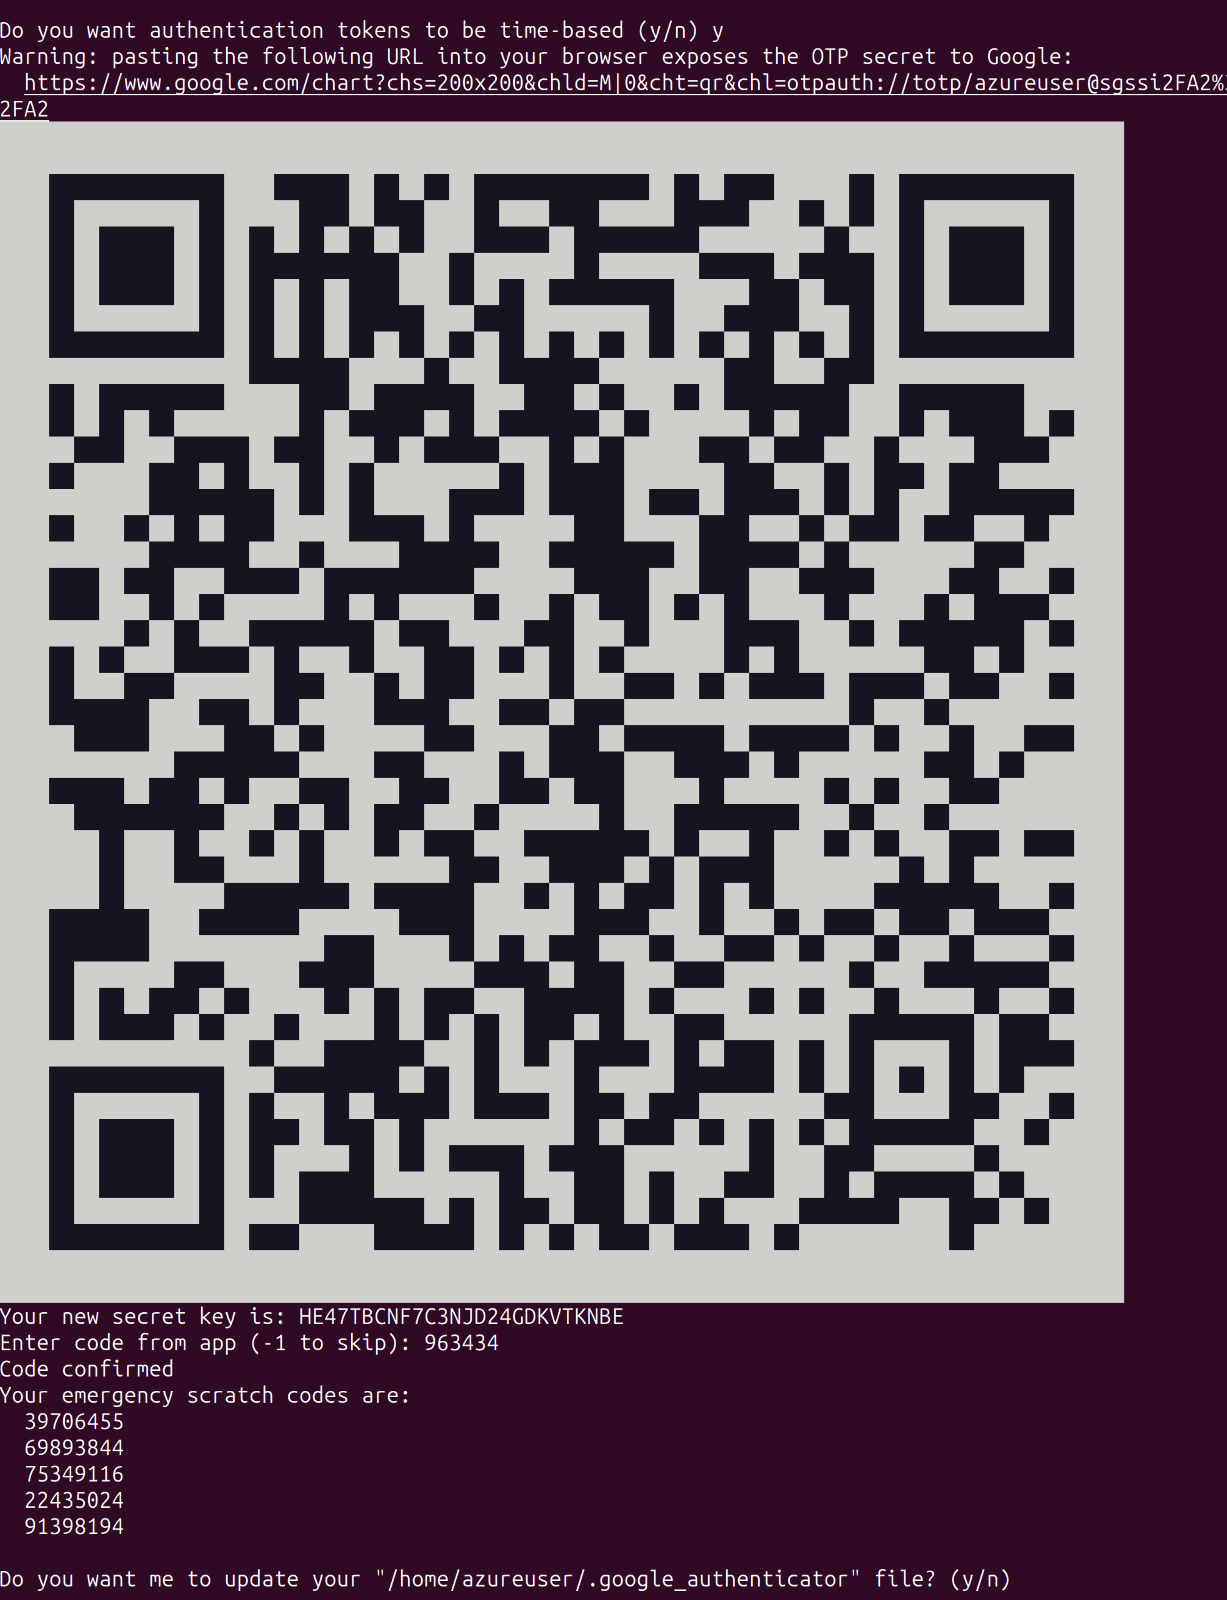 Do you want authentication tokens to be time-based (y/n) y
Warning: pasting the following URL into your browser exposes the OTP secret to Google:
https://www.google.com/chart?chs=200x200&chld=M|0&cht=qr&chl=otpauth://totp/azureuser@sgssi2FA2%
2FA2
Your new secret key is: HE47TBCNF7C3NJD24GDKVTKNBE
Enter code from app (-1 to skip): 963434
Code confirmed
Your emergency scratch codes are:
39706455
69893844
75349116
22435024
91398194
Do you want me to update your "/home/azureuser/.google_authenticator" file? (y/n)